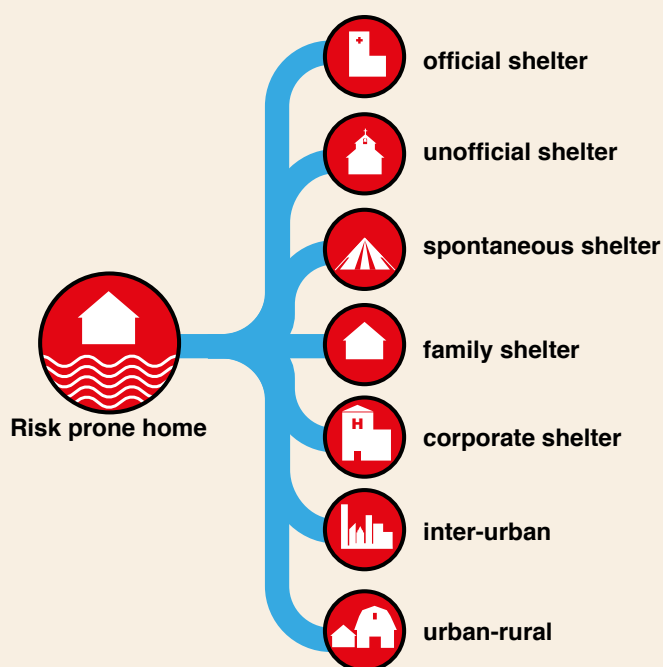 official shelter
unofficial shelter
spontaneous shelter
family shelter
Risk prone home
H
corporate shelter
inter-urban
urban-rural